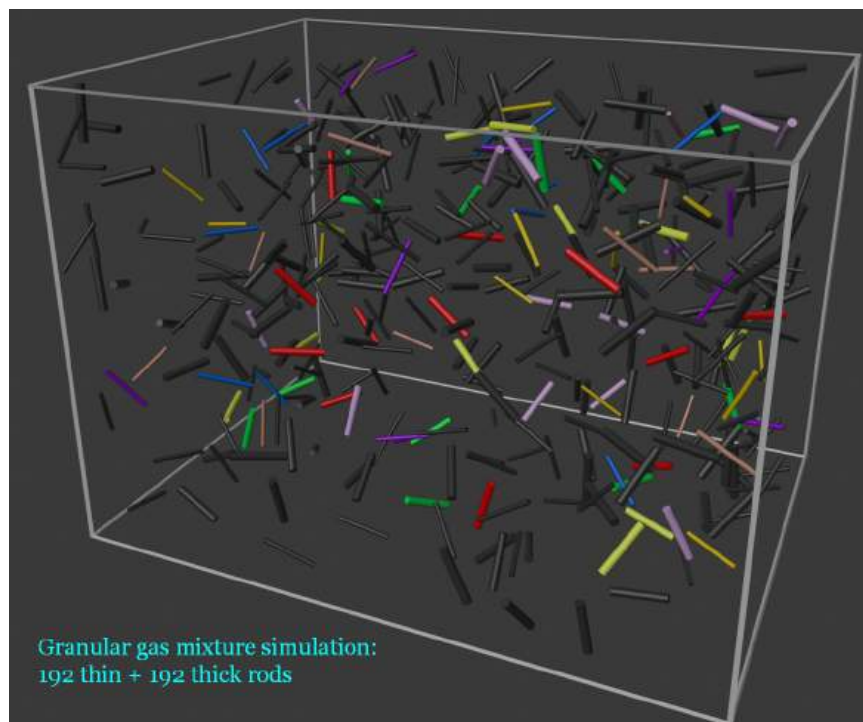 Granular gas mixture simulation:
192 thin + 192 thick rods